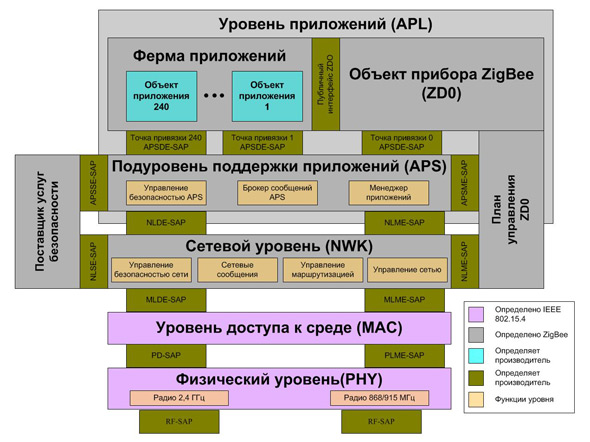 Уровень приложений (APL)
Ферма приложений
Объект
приложения
240
Объект
приложения
1
Публичный
интерфейс ZDO
Объект прибора ZigBee
(ZD0)
Точка привязки 240
APSDE-SAP
Точка привязки 1
APSDE-SAP
Точка привязки 0
APSDE-SAP
Поставщик услуг
безопасности
APSSE-SAP
Подуровень поддержки приложений (APS)
Управление
безопасностью APS
Брокер сообщений
APS
Менеджер
приложений
APSME-SAP
План
управления
ZD0
NLDE-SAP
NLME-SAP
NLSE-SAP
Сетевой уровень (NWK)
Управление
безопасностью сети
Сетевые
сообщения
Управление
маршрутизацией
Управление сетью
NLME-SAP
MLDE-SAP
MLME-SAP
Уровень доступа к среде (MAC)
PD-SAP
PLME-SAP
Физический уровень(PHY)
Радио 2,4 ГГц
Радио 868/915 МГц
RF-SAP
RF-SAP
Определено IEEE
802.15.4
Определено ZigBee
Определяет
производитель
Определяет
производитель
Функции уровня